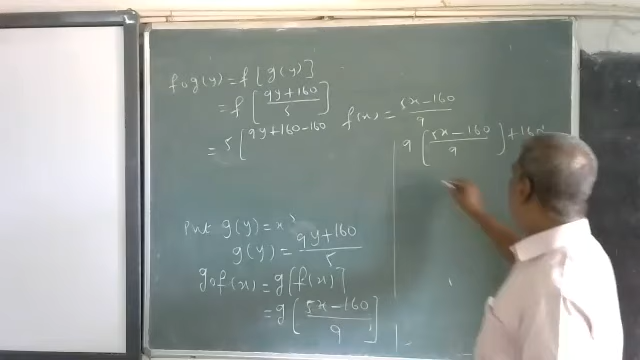 fog(y) = f[g(y)]
= f[(9y+160)/5]
= 5[9y+160-160
f(x) = (5x-160)/9
9[(5x-160)/9] + 160
Put g(y) = x
g(y) = (9y+160)/5
gof(x) = g[f(x)]
= g[(5x-160)/9]